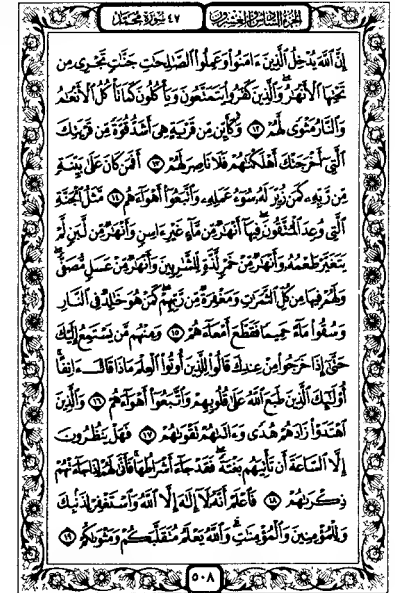 الجزء السادس والعشرون ٤٧ سورة محمد
إِنَّ ٱللَّهَ يُدْخِلُ ٱلَّذِينَ ءَامَنُوا۟ وَعَمِلُوا۟ ٱلصَّٰلِحَٰتِ جَنَّٰتٍ تَجْرِى مِن
تَحْتِهَا ٱلْأَنْهَٰرُ ۖ وَٱلَّذِينَ كَفَرُوا۟ يَتَمَتَّعُونَ وَيَأْكُلُونَ كَمَا تَأْكُلُ ٱلْأَنْعَٰمُ
وَٱلنَّارُ مَثْوًى لَّهُمْ ١٢ وَكَأَيِّن مِّن قَرْيَةٍ هِىَ أَشَدُّ قُوَّةً مِّن قَرْيَتِكَ
ٱلَّتِىٓ أَخْرَجَتْكَ أَهْلَكْنَٰهُمْ فَلَا نَاصِرَ لَهُمْ ١٣ أَفَمَن كَانَ عَلَىٰ بَيِّنَةٍ
مِّن رَّبِّهِۦ كَمَن زُيِّنَ لَهُۥ سُوٓءُ عَمَلِهِۦ وَٱتَّبَعُوٓا۟ أَهْوَآءَهُم ١٤ مَّثَلُ ٱلْجَنَّةِ
ٱلَّتِى وُعِدَ ٱلْمُتَّقُونَ ۖ فِيهَآ أَنْهَٰرٌ مِّن مَّآءٍ غَيْرِ ءَاسِنٍ وَأَنْهَٰرٌ مِّن لَّبَنٍ لَّمْ
يَتَغَيَّرْ طَعْمُهُۥ وَأَنْهَٰرٌ مِّنْ خَمْرٍ لَّذَّةٍ لِّلشَّٰرِبِينَ وَأَنْهَٰرٌ مِّنْ عَسَلٍ مُّصَفًّى ۖ
وَلَهُمْ فِيهَا مِن كُلِّ ٱلثَّمَرَٰتِ وَمَغْفِرَةٌ مِّن رَّبِّهِمْ ۖ كَمَنْ هُوَ خَٰلِدٌ فِى ٱلنَّارِ
وَسُقُوا۟ مَآءً حَمِيمًا فَقَطَّعَ أَمْعَآءَهُمْ ١٥ وَمِنْهُم مَّن يَسْتَمِعُ إِلَيْكَ
حَتَّىٰٓ إِذَا خَرَجُوا۟ مِنْ عِندِكَ قَالُوا۟ لِلَّذِينَ أُوتُوا۟ ٱلْعِلْمَ مَاذَا قَالَ ءَانِفًا ۚ
أُو۟لَٰٓئِكَ ٱلَّذِينَ طَبَعَ ٱللَّهُ عَلَىٰ قُلُوبِهِمْ وَٱتَّبَعُوٓا۟ أَهْوَآءَهُمْ ١٦ وَٱلَّذِينَ
ٱهْتَدَوْا۟ زَادَهُمْ هُدًى وَءَاتَىٰهُمْ تَقْوَىٰهُمْ ١٧ فَهَلْ يَنظُرُونَ
إِلَّا ٱلسَّاعَةَ أَن تَأْتِيَهُم بَغْتَةً ۖ فَقَدْ جَآءَ أَشْرَاطُهَا ۚ فَأَنَّىٰ لَهُمْ إِذَا جَآءَتْهُمْ
ذِكْرَىٰهُمْ ١٨ فَٱعْلَمْ أَنَّهُۥ لَآ إِلَٰهَ إِلَّا ٱللَّهُ وَٱسْتَغْفِرْ لِذَنۢبِكَ
وَلِلْمُؤْمِنِينَ وَٱلْمُؤْمِنَٰتِ ۗ وَٱللَّهُ يَعْلَمُ مُتَقَلَّبَكُمْ وَمَثْوَىٰكُمْ ١٩
٥٠٨